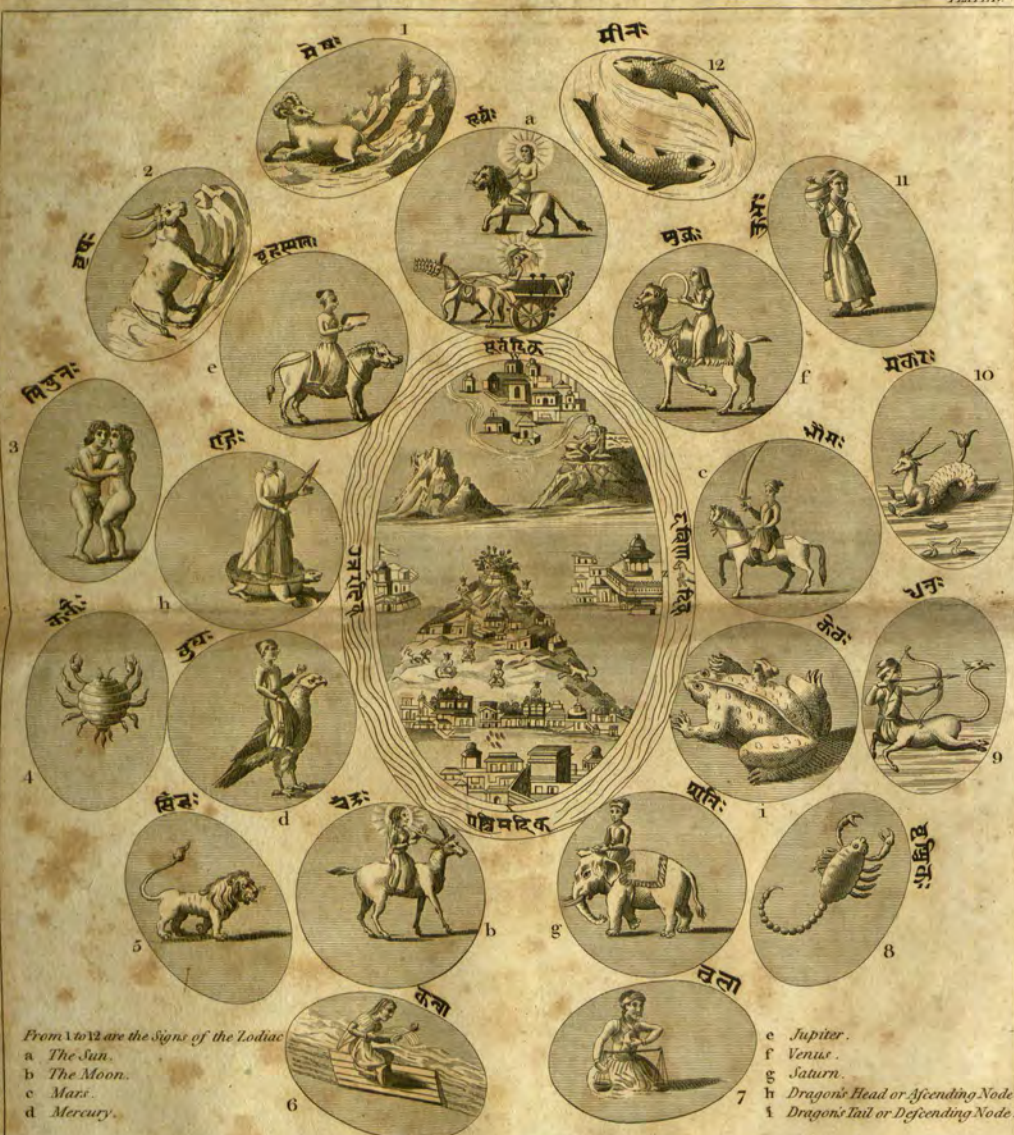 मेषः
1
मीनः
12
a
2
वृषः
11
शुक्रः
e
f
मिथुनः
3
मकरः
10
भौमः
c
h
बुधः
धनुः
4
d
i
9
सिंहः
पश्चिमदिक्
5
b
g
8
कन्या
तुला
6
7
From 1 to 12 are the Signs of the Zodiac
a The Sun.
b The Moon.
c Mars.
d Mercury.
e Jupiter.
f Venus.
g Saturn.
h Dragon's Head or Aſcending Node
i Dragon's Tail or Deſcending Node.